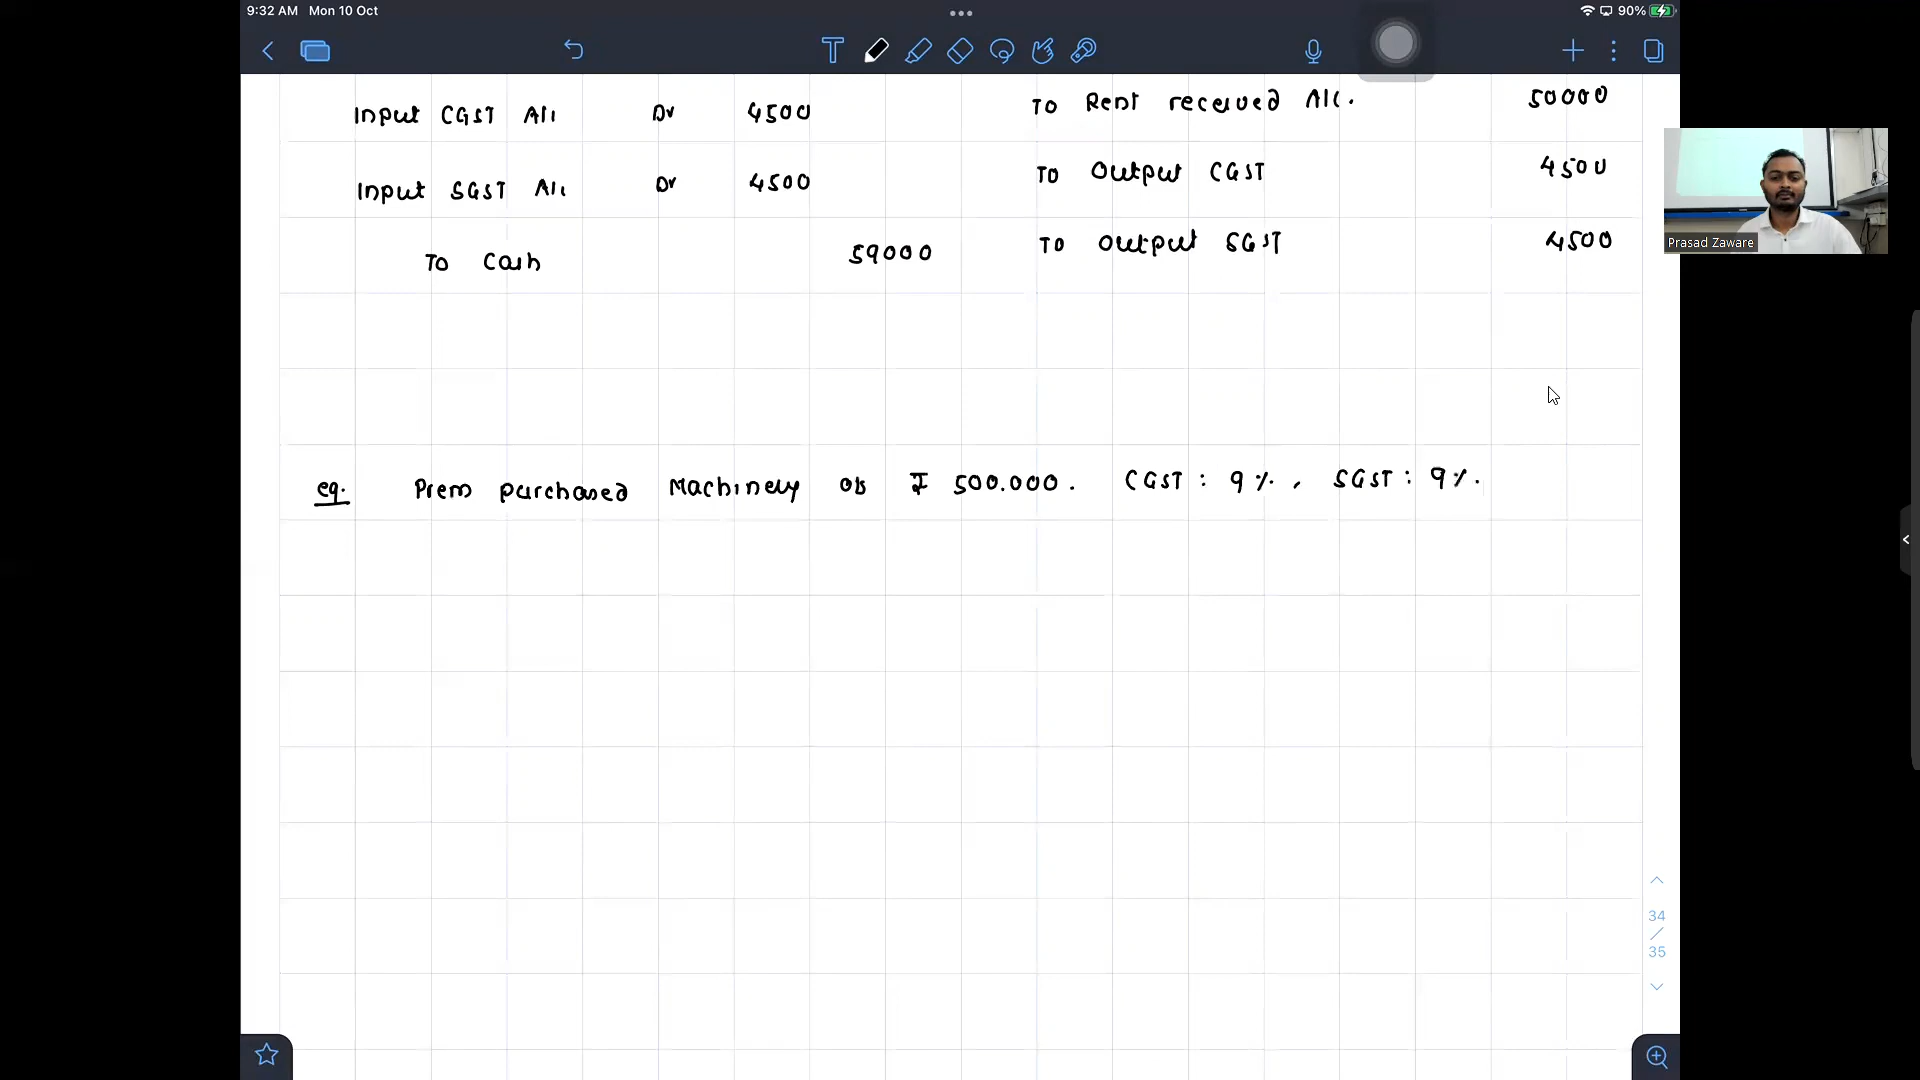 9:32 AM Mon 10 Oct
90%
Input CGST A/c Dr 4500
To Rent received A/c. 50000
Input SGST A/c Dr 4500
To Output CGST 4500
To Cash 59000
To Output SGST 4500
Prasad Zaware
eg. Prem purchased Machinery of ₹ 500.000. CGST : 9%, SGST : 9%.
34
/
35